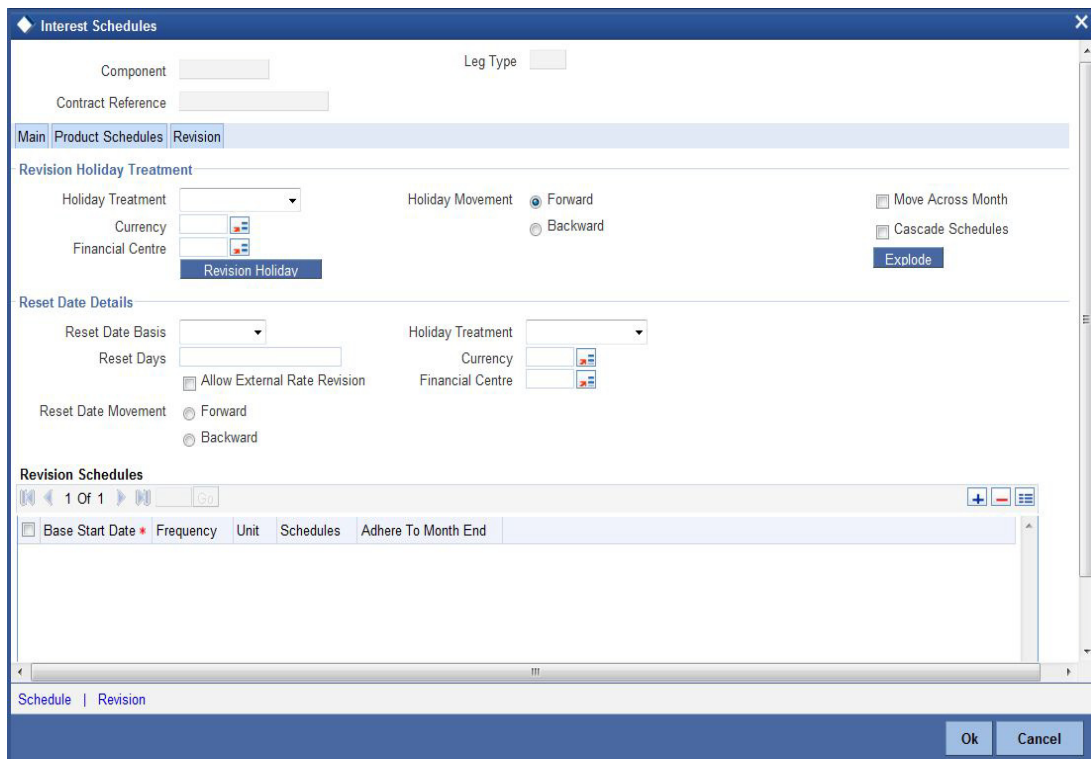 Interest Schedules
Component
Leg Type
Contract Reference
Main Product Schedules Revision
Revision Holiday Treatment
Holiday Treatment
Holiday Movement Forward
Move Across Month
Currency
Backward
Cascade Schedules
Financial Centre
Explode
Revision Holiday
Reset Date Details
Reset Date Basis
Holiday Treatment
Reset Days
Currency
Allow External Rate Revision
Financial Centre
Reset Date Movement Forward
Backward
Revision Schedules
1 Of 1 Go
Base Start Date * Frequency Unit Schedules Adhere To Month End
Schedule | Revision
Ok Cancel